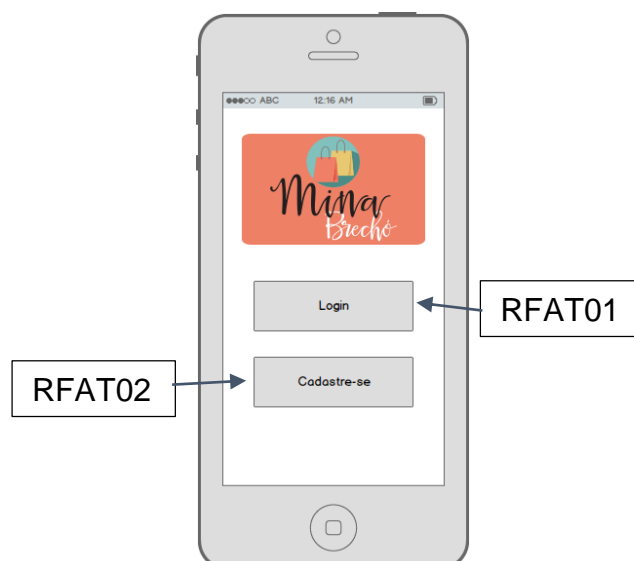 ABC 12:16 AM
Mina
Brechó
Login
RFAT01
Cadastre-se
RFAT02